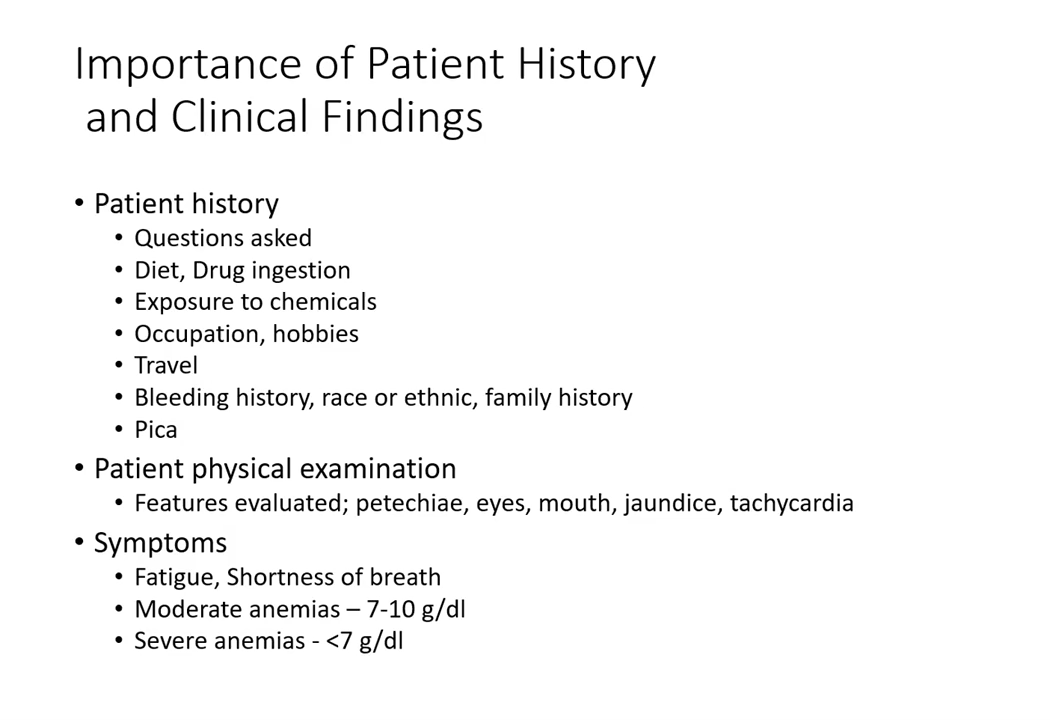 Importance of Patient History
and Clinical Findings
• Patient history
• Questions asked
• Diet, Drug ingestion
• Exposure to chemicals
• Occupation, hobbies
• Travel
• Bleeding history, race or ethnic, family history
• Pica
• Patient physical examination
• Features evaluated; petechiae, eyes, mouth, jaundice, tachycardia
• Symptoms
• Fatigue, Shortness of breath
• Moderate anemias – 7-10 g/dl
• Severe anemias - <7 g/dl